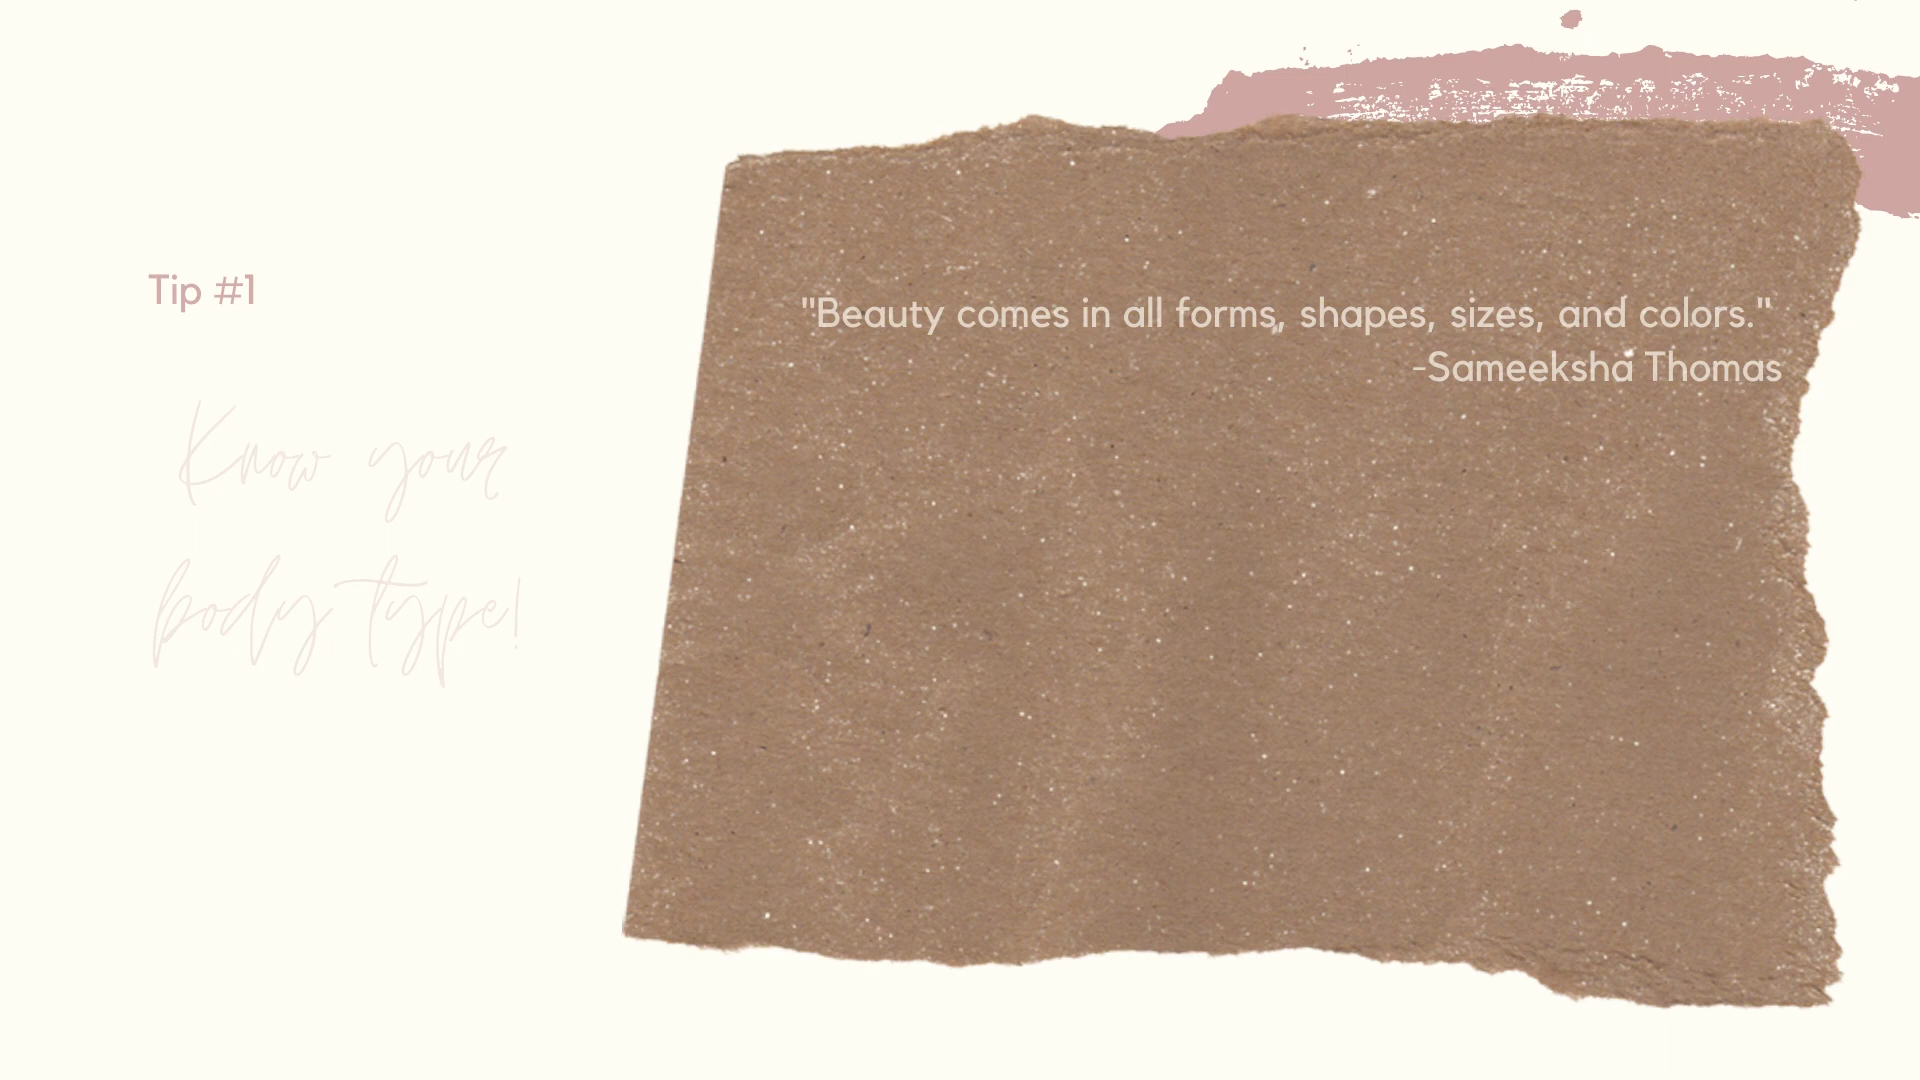 Tip #1
Know your
body type!
"Beauty comes in all forms, shapes, sizes, and colors."
-Sameeksha Thomas